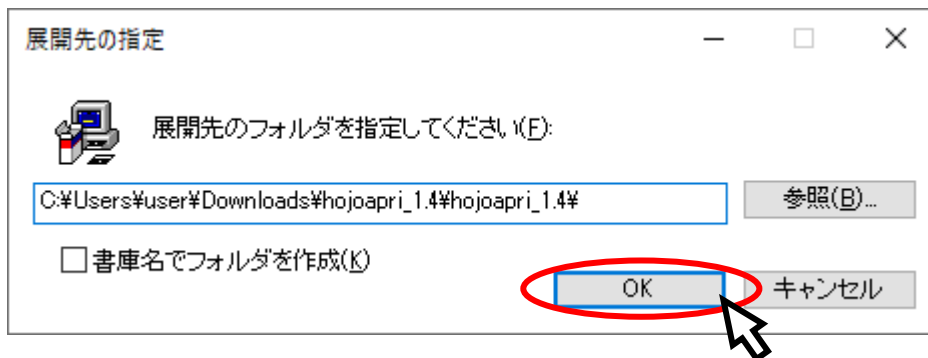 展開先の指定
展開先のフォルダを指定してください(F):
C:¥Users¥user¥Downloads¥hojoapri_1.4¥hojoapri_1.4¥
参照(B)...
書庫名でフォルダを作成(K)
OK
キャンセル